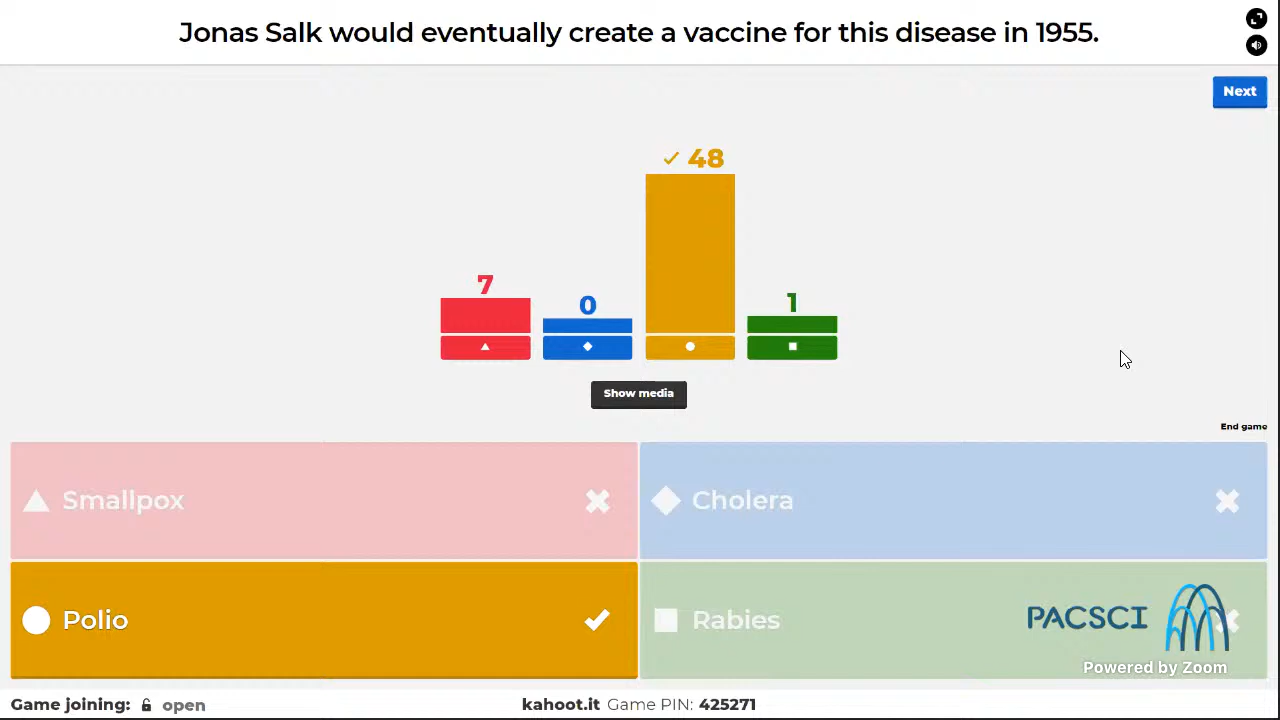 Jonas Salk would eventually create a vaccine for this disease in 1955.
Next
48
7
0
1
Show media
End game
Smallpox
Cholera
Polio
Rabies
PACSCI
Powered by Zoom
Game joining: open
kahoot.it Game PIN: 425271